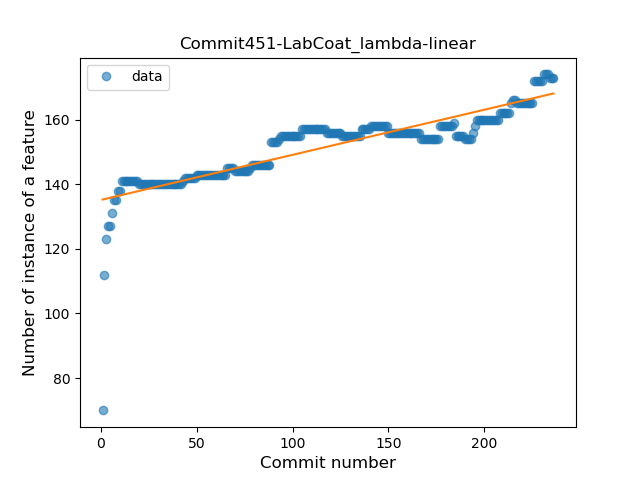 Commit451-LabCoat_lambda-linear
data
Number of instance of a feature
160
140
120
100
80
0 50 100 150 200
Commit number